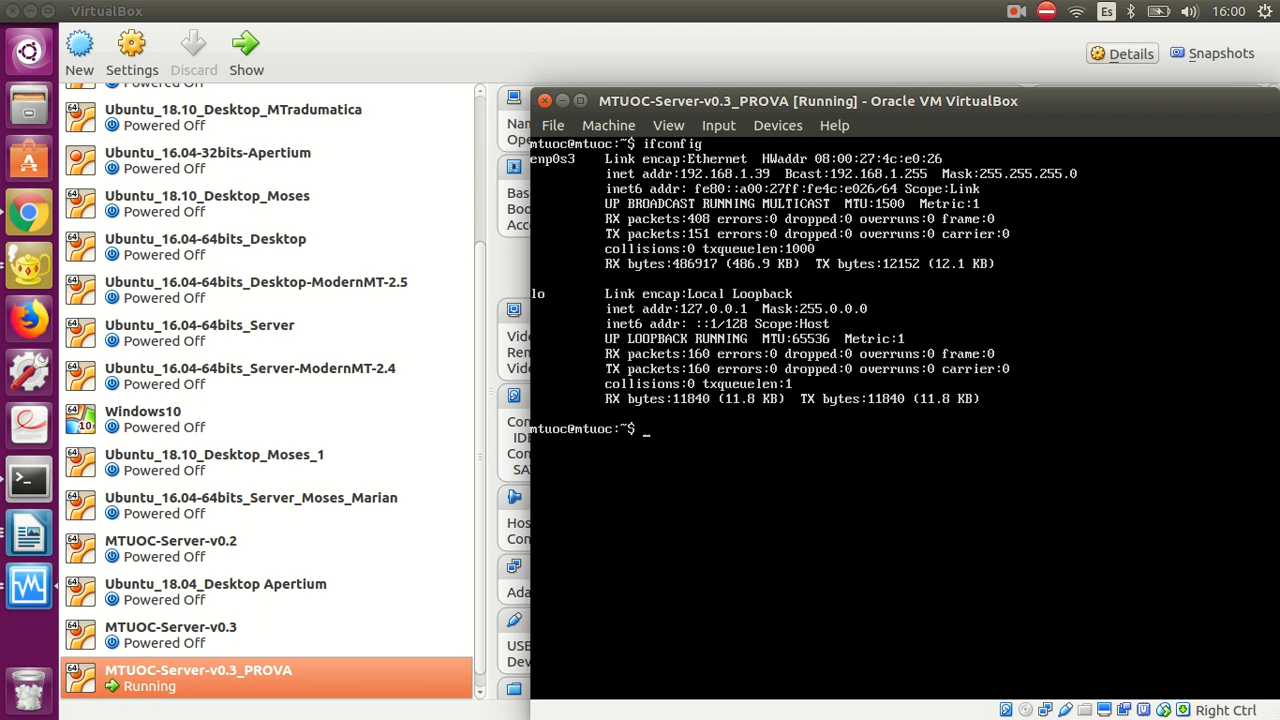 VirtualBox
Es
16:00
New
Settings
Discard
Show
Details
Snapshots
Powered Off
Ubuntu_18.10_Desktop_MTradumatica
Powered Off
Ubuntu_16.04-32bits-Apertium
Powered Off
Ubuntu_18.10_Desktop_Moses
Powered Off
Ubuntu_16.04-64bits_Desktop
Powered Off
Ubuntu_16.04-64bits_Desktop-ModernMT-2.5
Powered Off
Ubuntu_16.04-64bits_Server
Powered Off
Ubuntu_16.04-64bits_Server-ModernMT-2.4
Powered Off
Windows10
Powered Off
Ubuntu_18.10_Desktop_Moses_1
Powered Off
Ubuntu_16.04-64bits_Server_Moses_Marian
Powered Off
MTUOC-Server-v0.2
Powered Off
Ubuntu_18.04_Desktop Apertium
Powered Off
MTUOC-Server-v0.3
Powered Off
MTUOC-Server-v0.3_PROVA
Running
MTUOC-Server-v0.3_PROVA [Running] - Oracle VM VirtualBox
File Machine View Input Devices Help
mtuoc@mtuoc:~$ ifconfig
enp0s3 Link encap:Ethernet HWaddr 08:00:27:4c:e0:26
inet addr:192.168.1.39 Bcast:192.168.1.255 Mask:255.255.255.0
inet6 addr: fe80::a00:27ff:fe4c:e026/64 Scope:Link
UP BROADCAST RUNNING MULTICAST MTU:1500 Metric:1
RX packets:408 errors:0 dropped:0 overruns:0 frame:0
TX packets:151 errors:0 dropped:0 overruns:0 carrier:0
collisions:0 txqueuelen:1000
RX bytes:486917 (486.9 KB) TX bytes:12152 (12.1 KB)
lo Link encap:Local Loopback
inet addr:127.0.0.1 Mask:255.0.0.0
inet6 addr: ::1/128 Scope:Host
UP LOOPBACK RUNNING MTU:65536 Metric:1
RX packets:160 errors:0 dropped:0 overruns:0 frame:0
TX packets:160 errors:0 dropped:0 overruns:0 carrier:0
collisions:0 txqueuelen:1
RX bytes:11840 (11.8 KB) TX bytes:11840 (11.8 KB)
mtuoc@mtuoc:~$ _
Right Ctrl